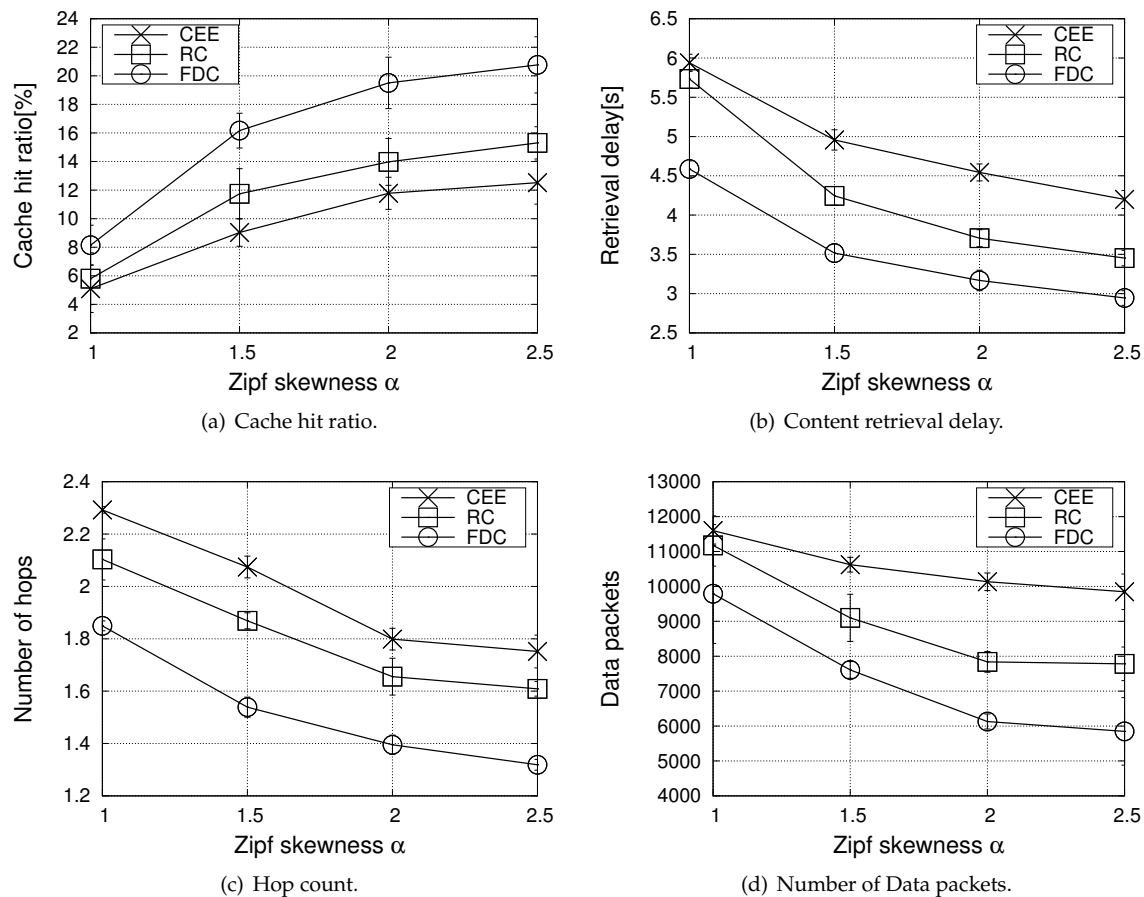 24
22
20
18
16
14
12
10
8
6
4
2
Cache hit ratio[%]
CEE
RC
FDC
1
1.5
2
2.5
Zipf skewness α
(a) Cache hit ratio.
6.5
6
5.5
5
4.5
4
3.5
3
2.5
Retrieval delay[s]
CEE
RC
FDC
1
1.5
2
2.5
Zipf skewness α
(b) Content retrieval delay.
2.4
2.2
2
1.8
1.6
1.4
1.2
Number of hops
CEE
RC
FDC
1
1.5
2
2.5
Zipf skewness α
(c) Hop count.
13000
12000
11000
10000
9000
8000
7000
6000
5000
4000
Data packets
CEE
RC
FDC
1
1.5
2
2.5
Zipf skewness α
(d) Number of Data packets.